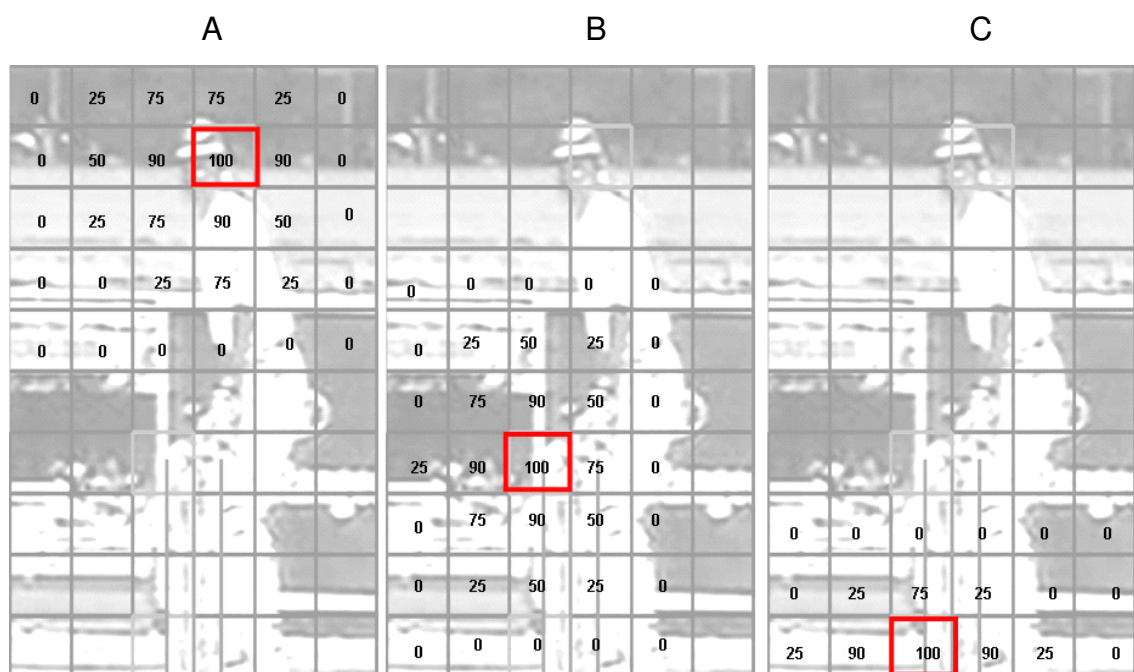 A B C
0 25 75 75 25 0
0 50 90 100 90 0
0 25 75 90 50 0
0 0 25 75 25 0 0 0 0 0 0
0 0 0 0 0 0 0 25 50 25 0
0 75 90 50 0
25 90 100 75 0
0 75 90 50 0 0 0 0 0 0 0
0 25 50 25 0 0 25 75 25 0 0
0 0 0 0 0 25 90 100 90 25 0